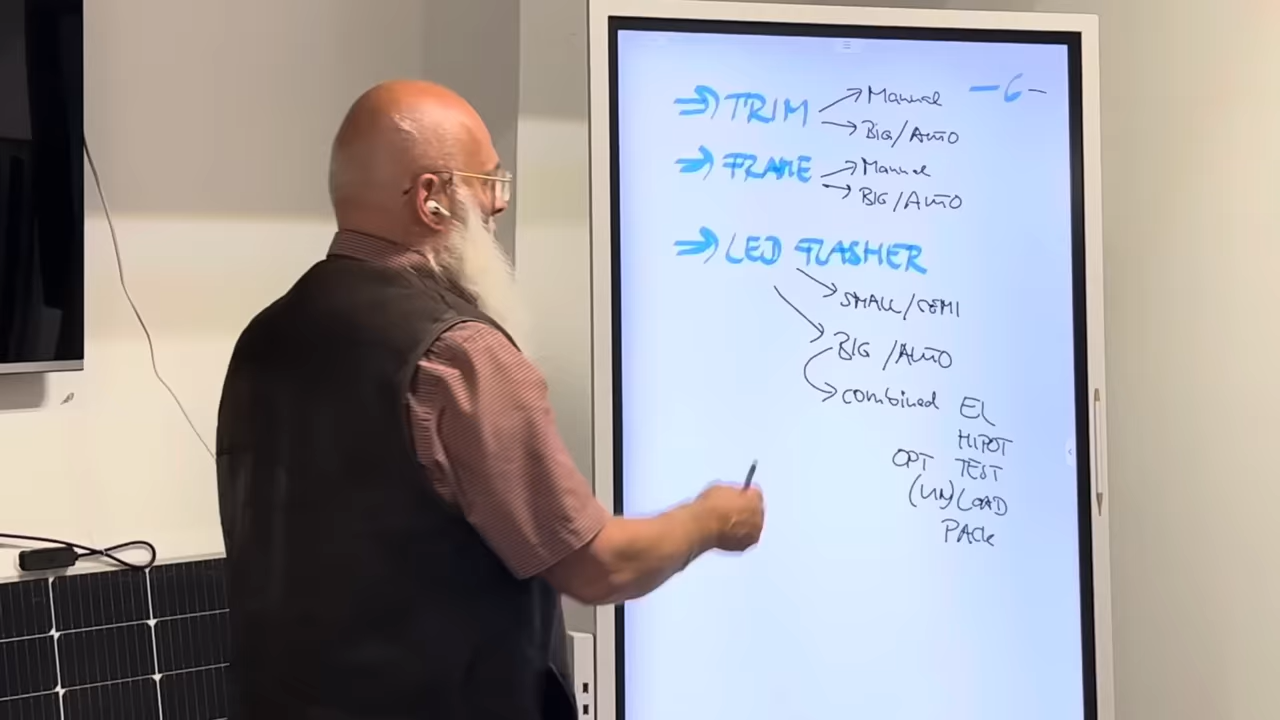 -6-
⇒ TRIM → Manual
→ BIG/AUTO
⇒ FRAME → Manual
→ BIG/AUTO
⇒ LED FLASHER
→ SMALL/SEMI
→ BIG/AUTO
→ combined EL
HIPOT
OPT TEST
(UN)LOAD
PACK